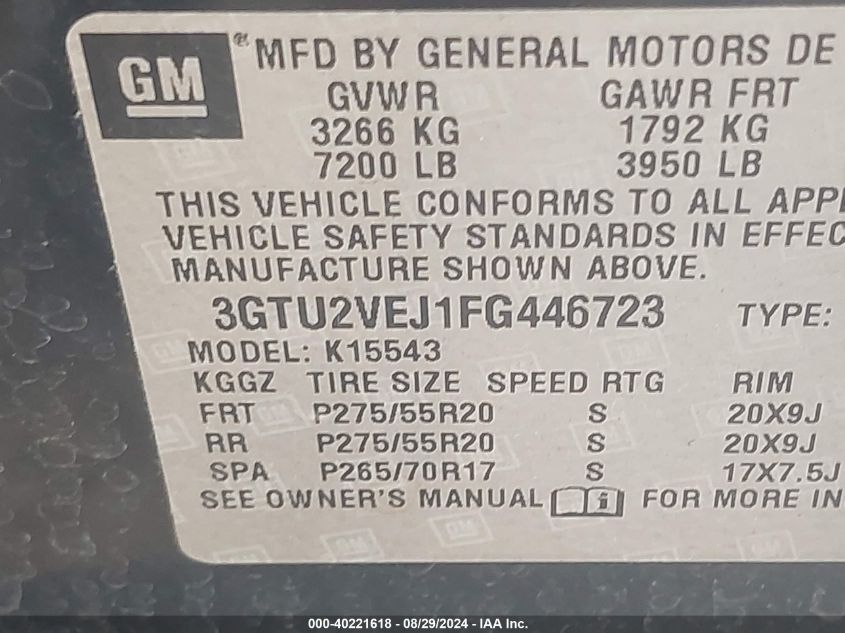 GM
MFD BY GENERAL MOTORS DE
GVWR GAWR FRT
3266 KG 1792 KG
7200 LB 3950 LB
THIS VEHICLE CONFORMS TO ALL APPL
VEHICLE SAFETY STANDARDS IN EFFEC
MANUFACTURE SHOWN ABOVE.
3GTU2VEJ1FG446723 TYPE:
MODEL: K15543
KGGZ TIRE SIZE SPEED RTG RIM
FRT P275/55R20 S 20X9J
RR P275/55R20 S 20X9J
SPA P265/70R17 S 17X7.5J
SEE OWNER'S MANUAL i FOR MORE IN
000-40221618 - 08/29/2024 - IAA Inc.